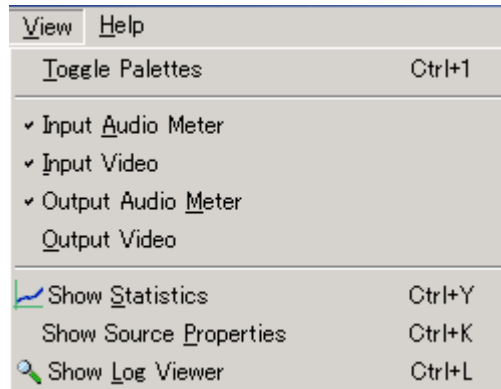 View Help
Toggle Palettes Ctrl+1
Input Audio Meter
Input Video
Output Audio Meter
Output Video
Show Statistics Ctrl+Y
Show Source Properties Ctrl+K
Show Log Viewer Ctrl+L